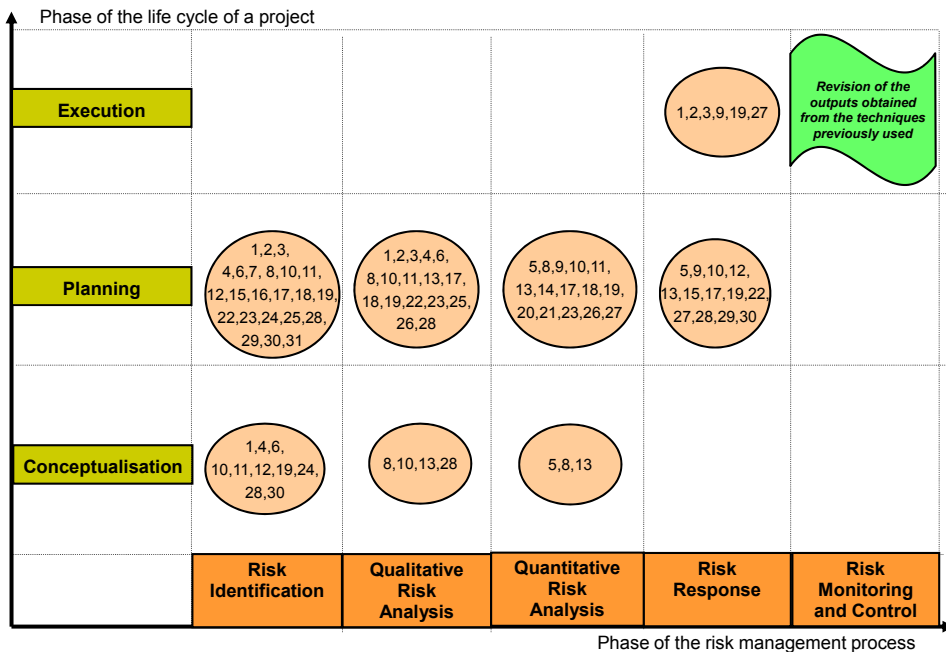 Phase of the life cycle of a project
Execution
1,2,3,9,19,27
Revision of the
outputs obtained
from the techniques
previously used
Planning
1,2,3,
4,6,7, 8,10,11,
12,15,16,17,18,19,
22,23,24,25,28,
29,30,31
1,2,3,4,6,
8,10,11,13,17,
18,19,22,23,25,
26,28
5,8,9,10,11,
13,14,17,18,19,
20,21,23,26,27
5,9,10,12,
13,15,17,19,22,
27,28,29,30
Conceptualisation
1,4,6,
10,11,12,19,24,
28,30
8,10,13,28
5,8,13
Risk
Identification
Qualitative
Risk
Analysis
Quantitative
Risk
Analysis
Risk
Response
Risk
Monitoring
and Control
Phase of the risk management process